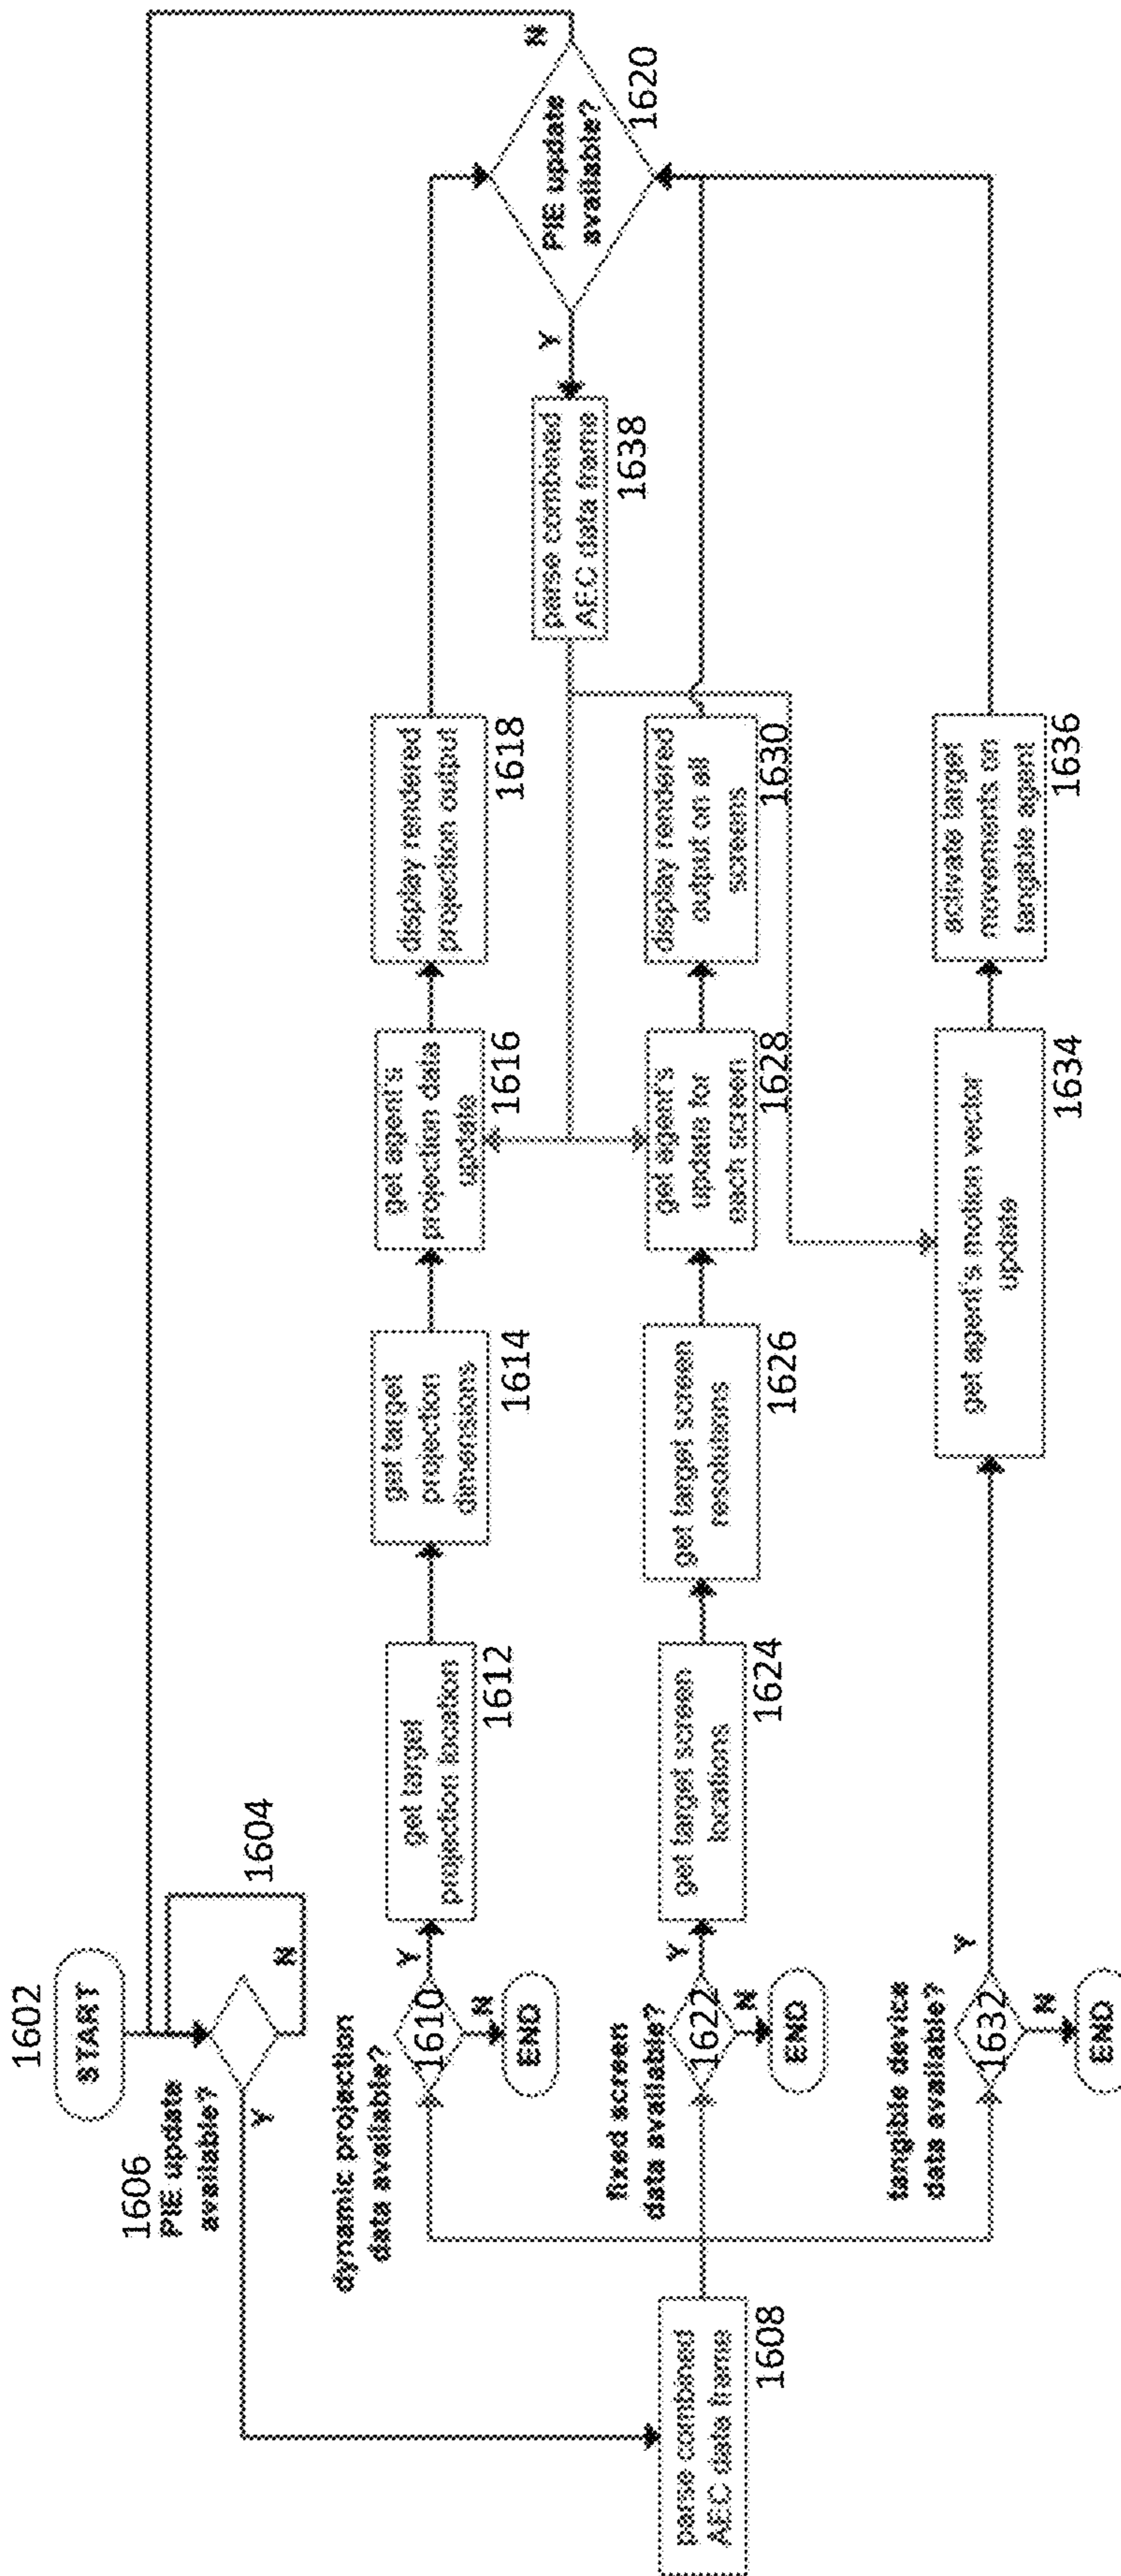 1602
START
1604
1606
PIE update
available?
N
Y
parse combined
AEC data frame
1608
dynamic projection
data available?
1610
Y
N
END
get target
projection location
1612
get target
projection
dimensions
1614
get agent's
projection data
update
1616
display rendered
projection output
1618
PIE update
available?
1620
N
Y
parse combined
AEC data frame
1638
fixed screen
data available?
1622
Y
N
END
get target screen
locations
1624
get target screen
resolutions
1626
get agent's
update for
each screen
1628
display rendered
output on all
screens
1630
tangible device
data available?
1632
Y
N
END
get agent's motion vector
update
1634
activate target
movements on
tangible agent
1636